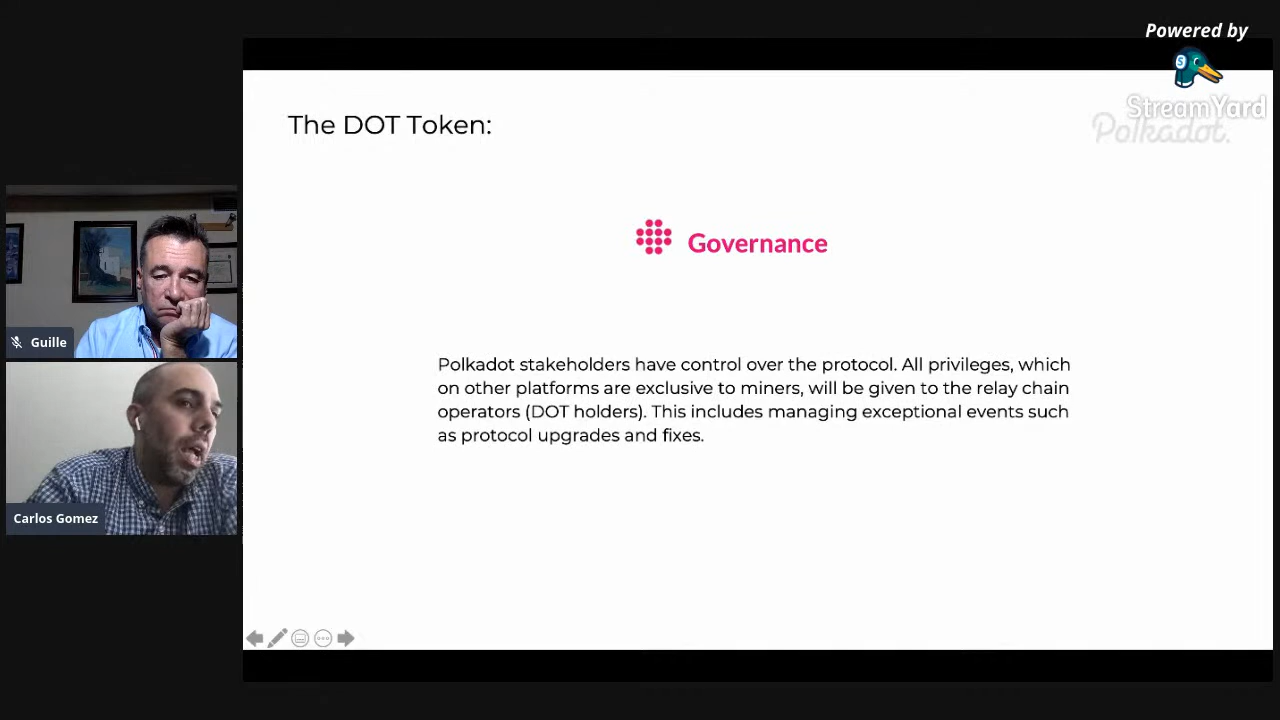 Powered by
StreamYard
Polkadot.
The DOT Token:
Governance
Polkadot stakeholders have control over the protocol. All privileges, which
on other platforms are exclusive to miners, will be given to the relay chain
operators (DOT holders). This includes managing exceptional events such
as protocol upgrades and fixes.
Guille
Carlos Gomez